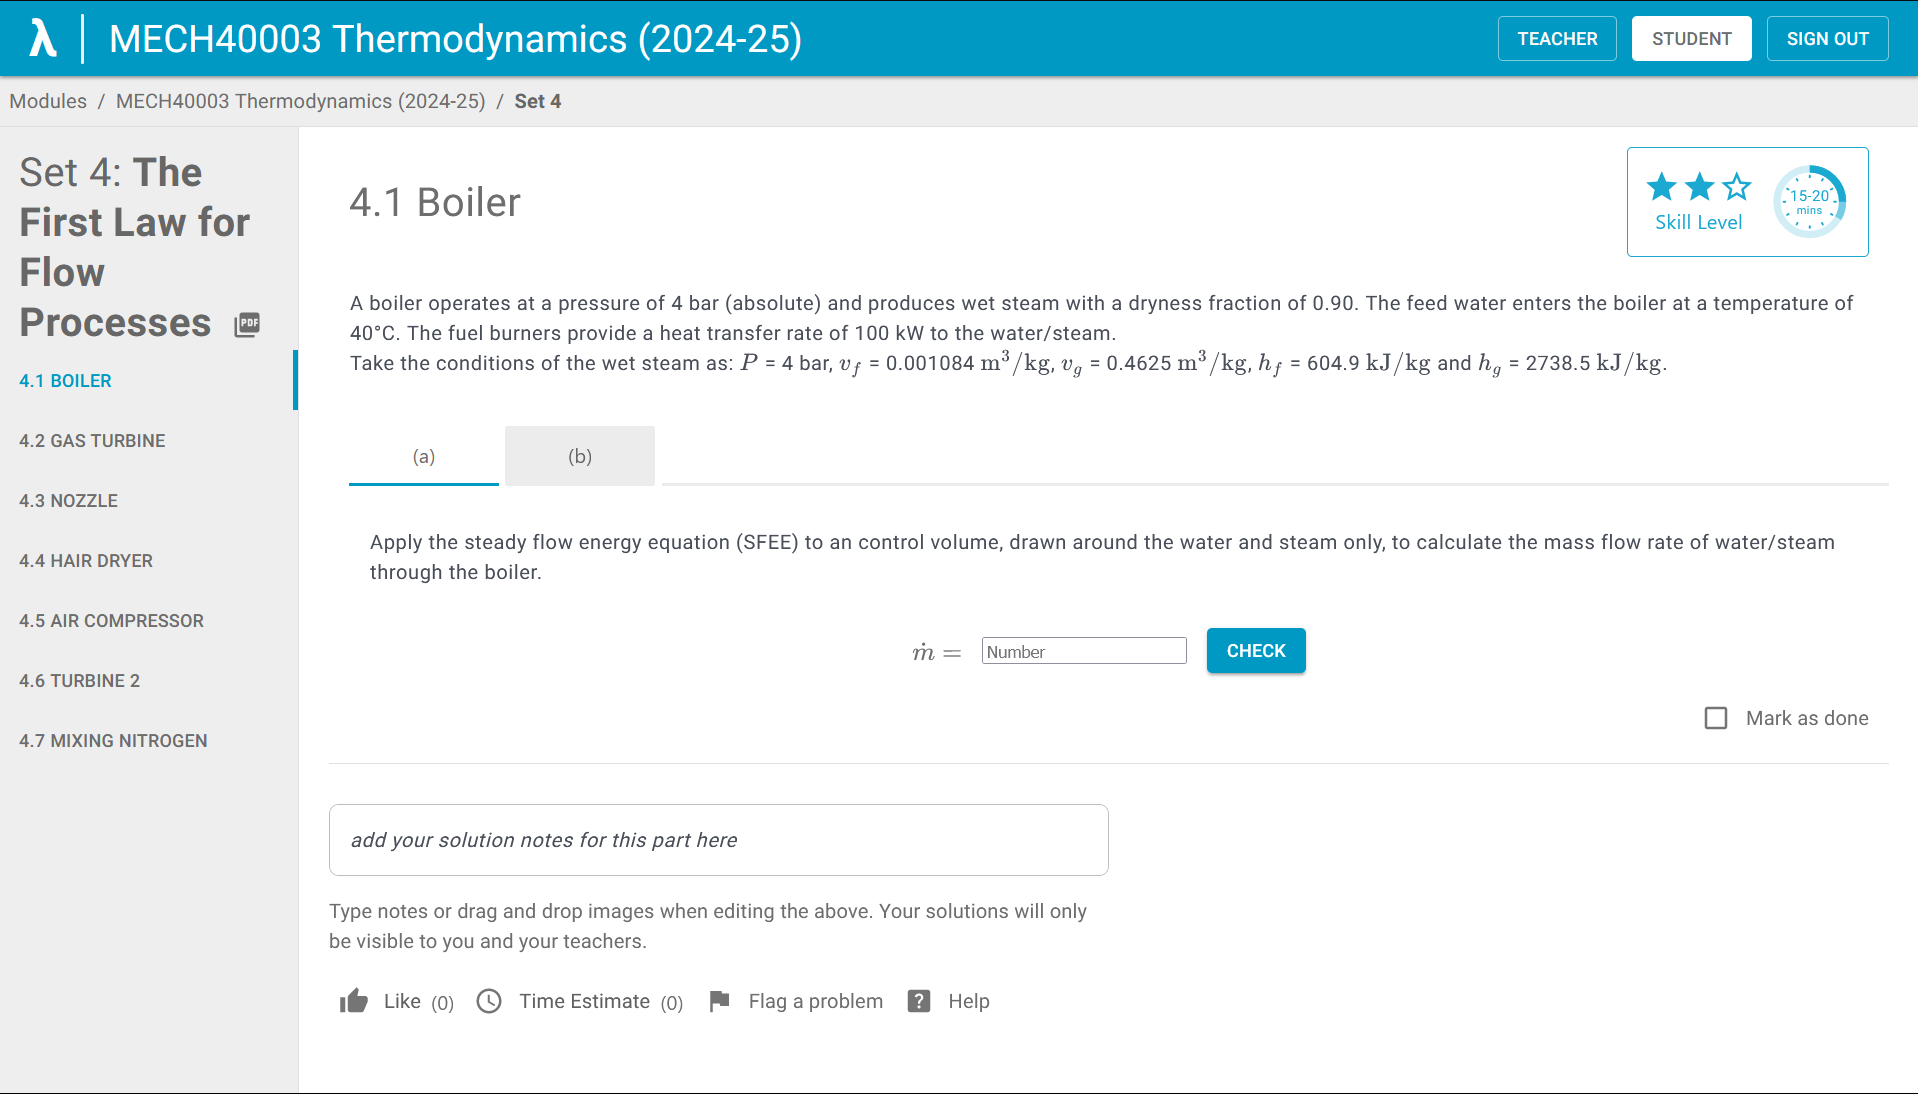 λ MECH40003 Thermodynamics (2024-25) TEACHER STUDENT SIGN OUT
Modules / MECH40003 Thermodynamics (2024-25) / Set 4
Set 4: The
First Law for
Flow
Processes PDF
4.1 BOILER
4.2 GAS TURBINE
4.3 NOZZLE
4.4 HAIR DRYER
4.5 AIR COMPRESSOR
4.6 TURBINE 2
4.7 MIXING NITROGEN
4.1 Boiler
Skill Level
15-20
mins
A boiler operates at a pressure of 4 bar (absolute) and produces wet steam with a dryness fraction of 0.90. The feed water enters the boiler at a temperature of
40°C. The fuel burners provide a heat transfer rate of 100 kW to the water/steam.
Take the conditions of the wet steam as: P = 4 bar, v_f = 0.001084 m³/kg, v_g = 0.4625 m³/kg, h_f = 604.9 kJ/kg and h_g = 2738.5 kJ/kg.
(a) (b)
Apply the steady flow energy equation (SFEE) to an control volume, drawn around the water and steam only, to calculate the mass flow rate of water/steam
through the boiler.
ṁ = Number CHECK
Mark as done
add your solution notes for this part here
Type notes or drag and drop images when editing the above. Your solutions will only
be visible to you and your teachers.
Like (0) Time Estimate (0) Flag a problem ? Help